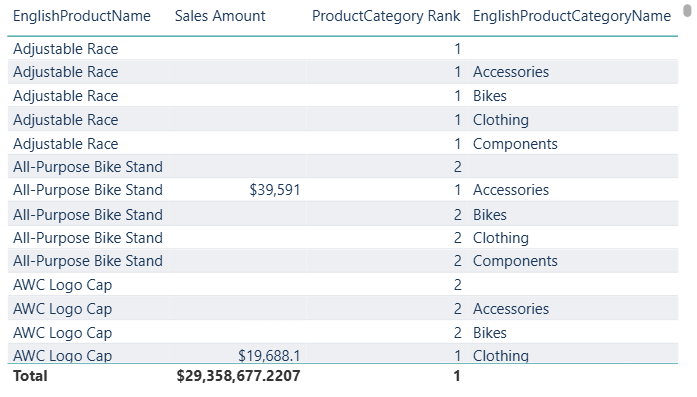 EnglishProductName Sales Amount ProductCategory Rank EnglishProductCategoryName
Adjustable Race 1
Adjustable Race 1 Accessories
Adjustable Race 1 Bikes
Adjustable Race 1 Clothing
Adjustable Race 1 Components
All-Purpose Bike Stand 2
All-Purpose Bike Stand $39,591 1 Accessories
All-Purpose Bike Stand 2 Bikes
All-Purpose Bike Stand 2 Clothing
All-Purpose Bike Stand 2 Components
AWC Logo Cap 2
AWC Logo Cap 2 Accessories
AWC Logo Cap 2 Bikes
AWC Logo Cap $19,688.1 1 Clothing
Total $29,358,677.2207 1